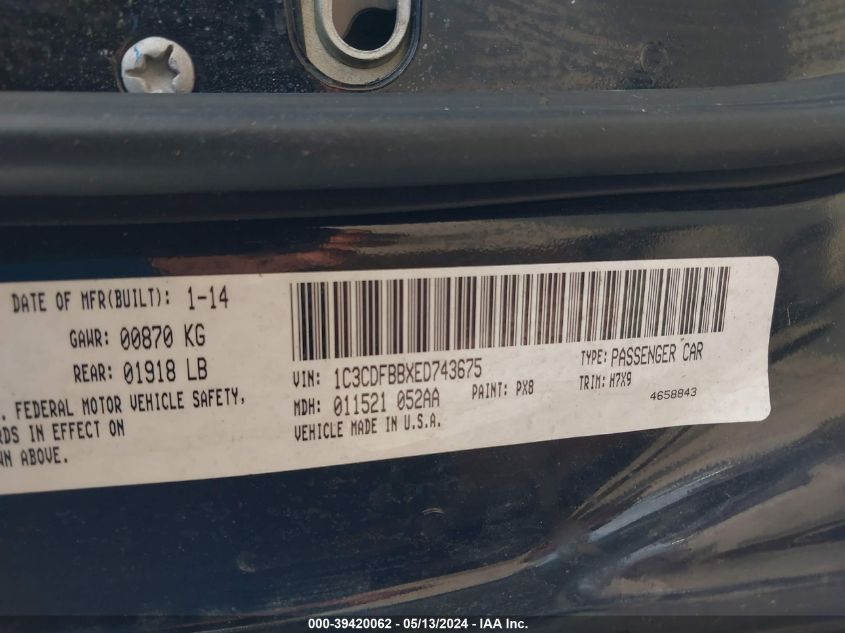 DATE OF MFR(BUILT): 1-14
GAWR: 00870 KG
REAR: 01918 LB
. FEDERAL MOTOR VEHICLE SAFETY,
RDS IN EFFECT ON
WN ABOVE.
VIN: 1C3CDFBBXED743675
TYPE: PASSENGER CAR
MDH: 011521 052AA
PAINT: PX8
TRIM: H7X9
VEHICLE MADE IN U.S.A.
4658843
000-39420062 - 05/13/2024 - IAA Inc.